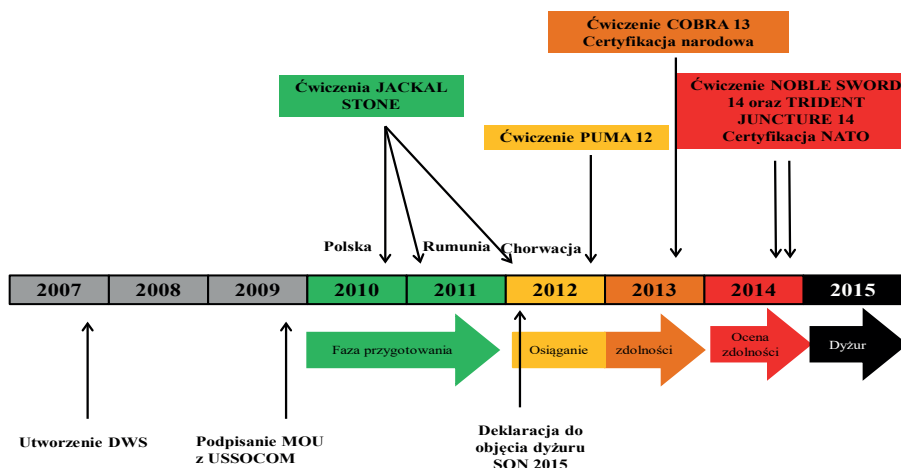 Ćwiczenie COBRA 13
Certyfikacja narodowa
Ćwiczenia JACKAL
STONE
Ćwiczenie NOBLE SWORD
14 oraz TRIDENT
JUNCTURE 14
Certyfikacja NATO
Ćwiczenie PUMA 12
Polska
Rumunia
Chorwacja
2007
2008
2009
2010
2011
2012
2013
2014
2015
Faza przygotowania
Osiąganie
zdolności
Ocena
zdolności
Dyżur
Utworzenie DWS
Podpisanie MOU
z USSOCOM
Deklaracja do
objęcia dyżuru
SON 2015